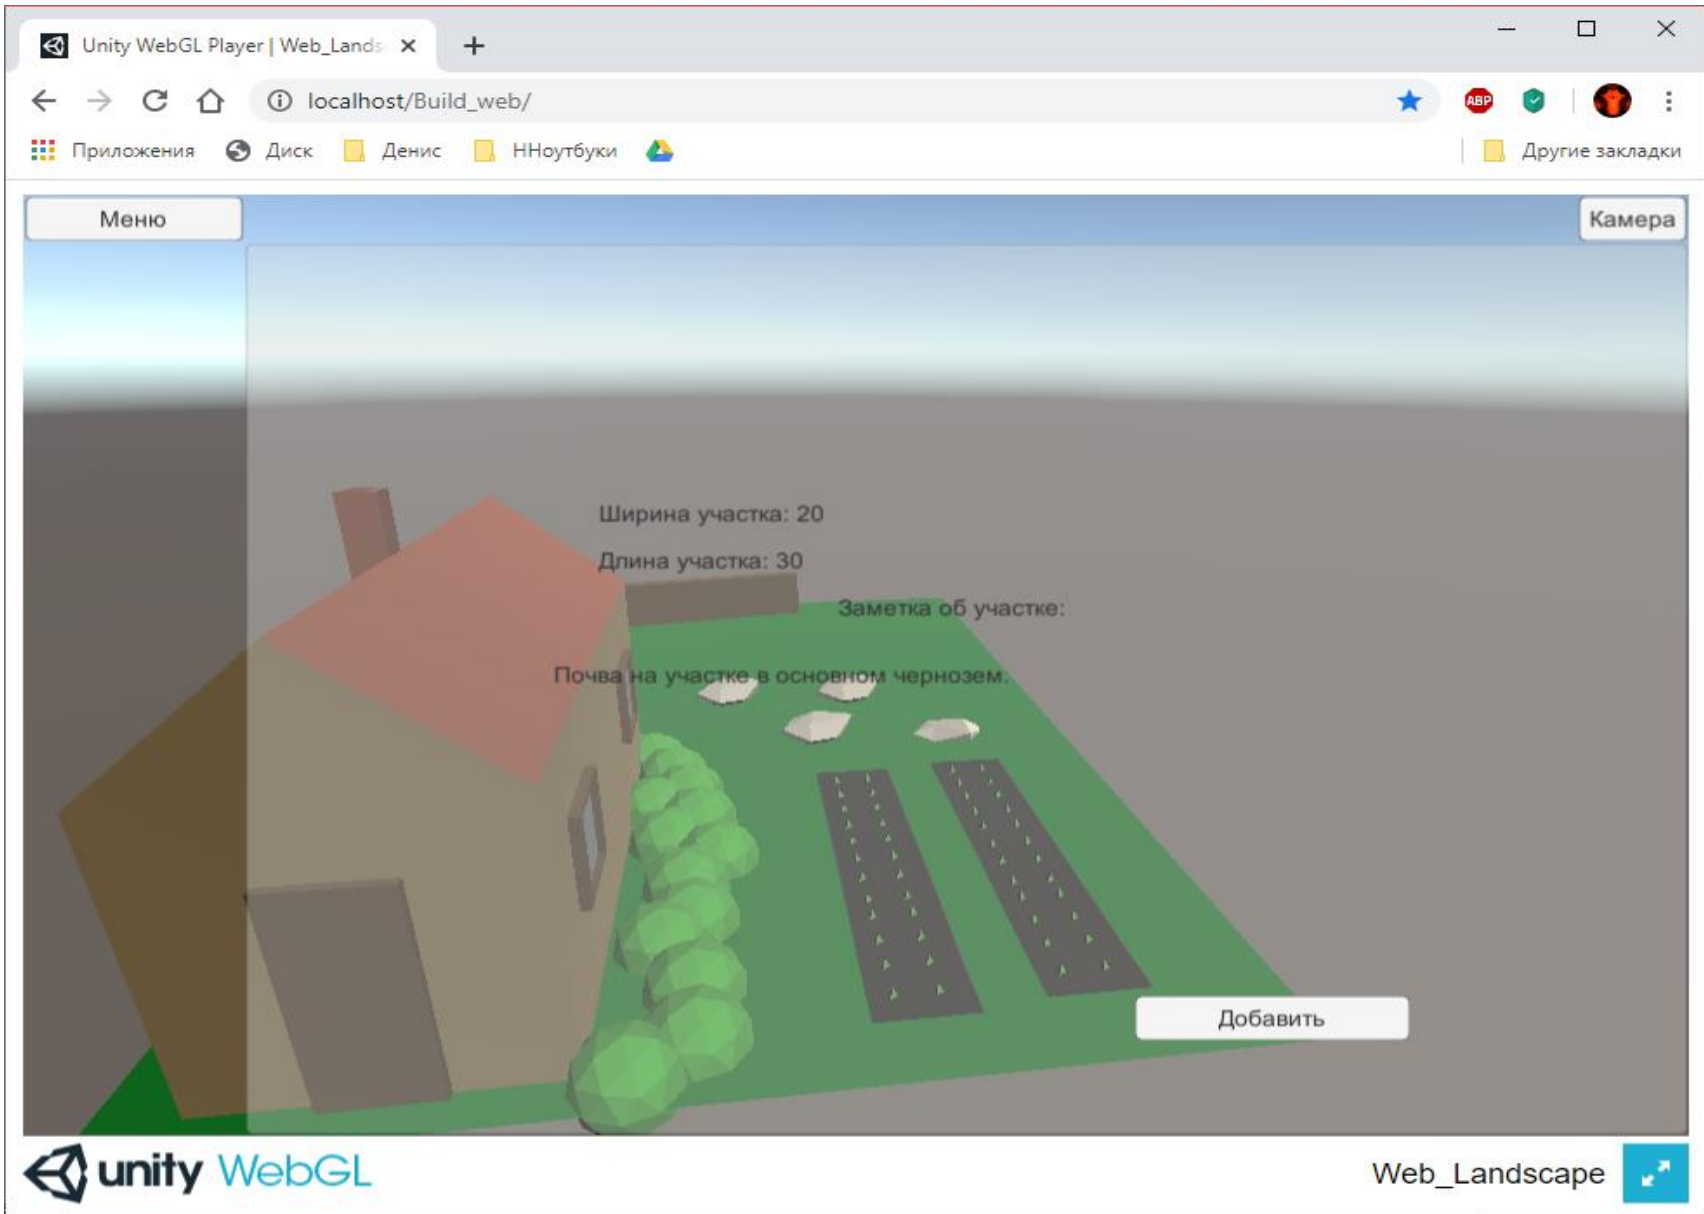 Unity WebGL Player | Web_Lands
localhost/Build_web/
ABP
Приложения Диск Денис ННоутбуки Другие закладки
Меню Камера
Ширина участка: 20
Длина участка: 30
Заметка об участке:
Почва на участке в основном чернозем.
Добавить
unity WebGL Web_Landscape